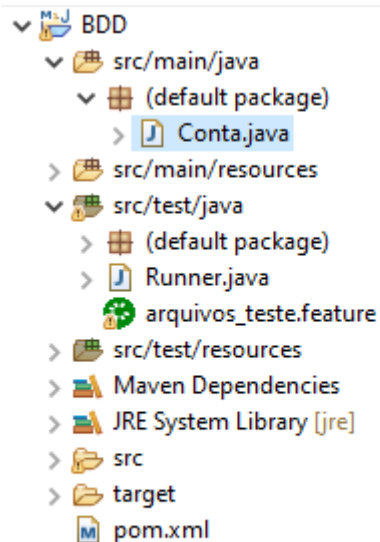 BDD
src/main/java
(default package)
Conta.java
src/main/resources
src/test/java
(default package)
Runner.java
arquivos_teste.feature
src/test/resources
Maven Dependencies
JRE System Library [jre]
src
target
pom.xml